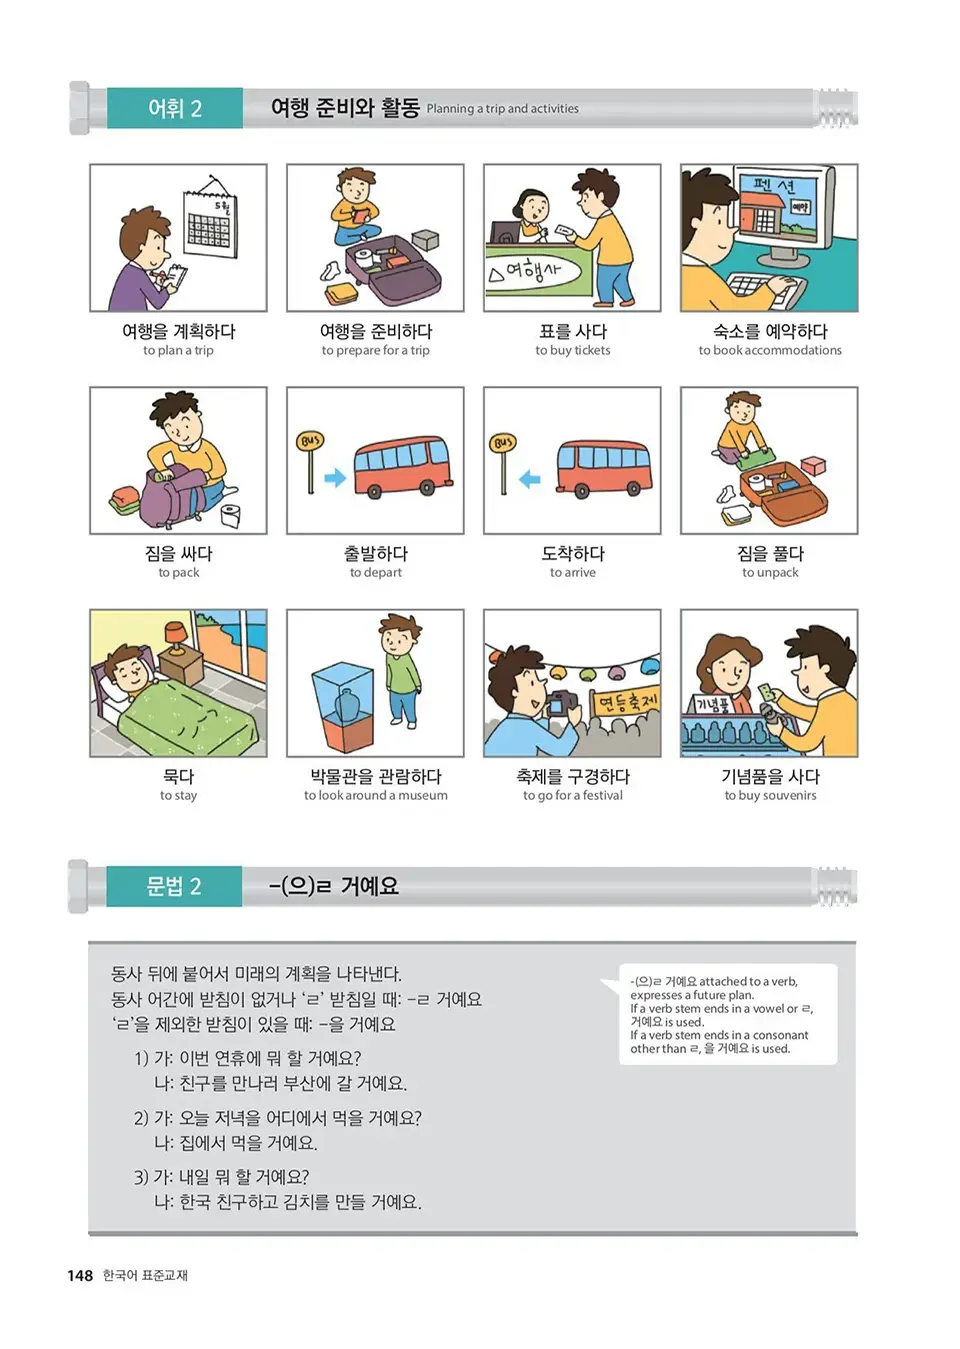 어휘 2
여행 준비와 활동 Planning a trip and activities
5월
여행사
펜션
예약
여행을 계획하다
to plan a trip
여행을 준비하다
to prepare for a trip
표를 사다
to buy tickets
숙소를 예약하다
to book accommodations
BUS
BUS
짐을 싸다
to pack
출발하다
to depart
도착하다
to arrive
짐을 풀다
to unpack
연등축제
기념품
묵다
to stay
박물관을 관람하다
to look around a museum
축제를 구경하다
to go for a festival
기념품을 사다
to buy souvenirs
문법 2
-(으)ㄹ 거예요
동사 뒤에 붙어서 미래의 계획을 나타낸다.
동사 어간에 받침이 없거나 ‘ㄹ’ 받침일 때: -ㄹ 거예요
‘ㄹ’을 제외한 받침이 있을 때: -을 거예요
-(으)ㄹ 거예요 attached to a verb,
expresses a future plan.
If a verb stem ends in a vowel or ㄹ,
거예요 is used.
If a verb stem ends in a consonant
other than ㄹ, 을 거예요 is used.
1) 가: 이번 연휴에 뭐 할 거예요?
나: 친구를 만나러 부산에 갈 거예요.
2) 가: 오늘 저녁을 어디에서 먹을 거예요?
나: 집에서 먹을 거예요.
3) 가: 내일 뭐 할 거예요?
나: 한국 친구하고 김치를 만들 거예요.
148 한국어 표준교재